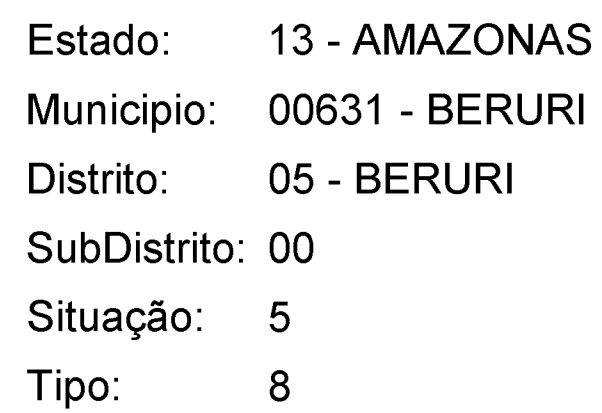 Estado: 13 - AMAZONAS
Municipio: 00631 - BERURI
Distrito: 05 - BERURI
SubDistrito: 00
Situação: 5
Tipo: 8